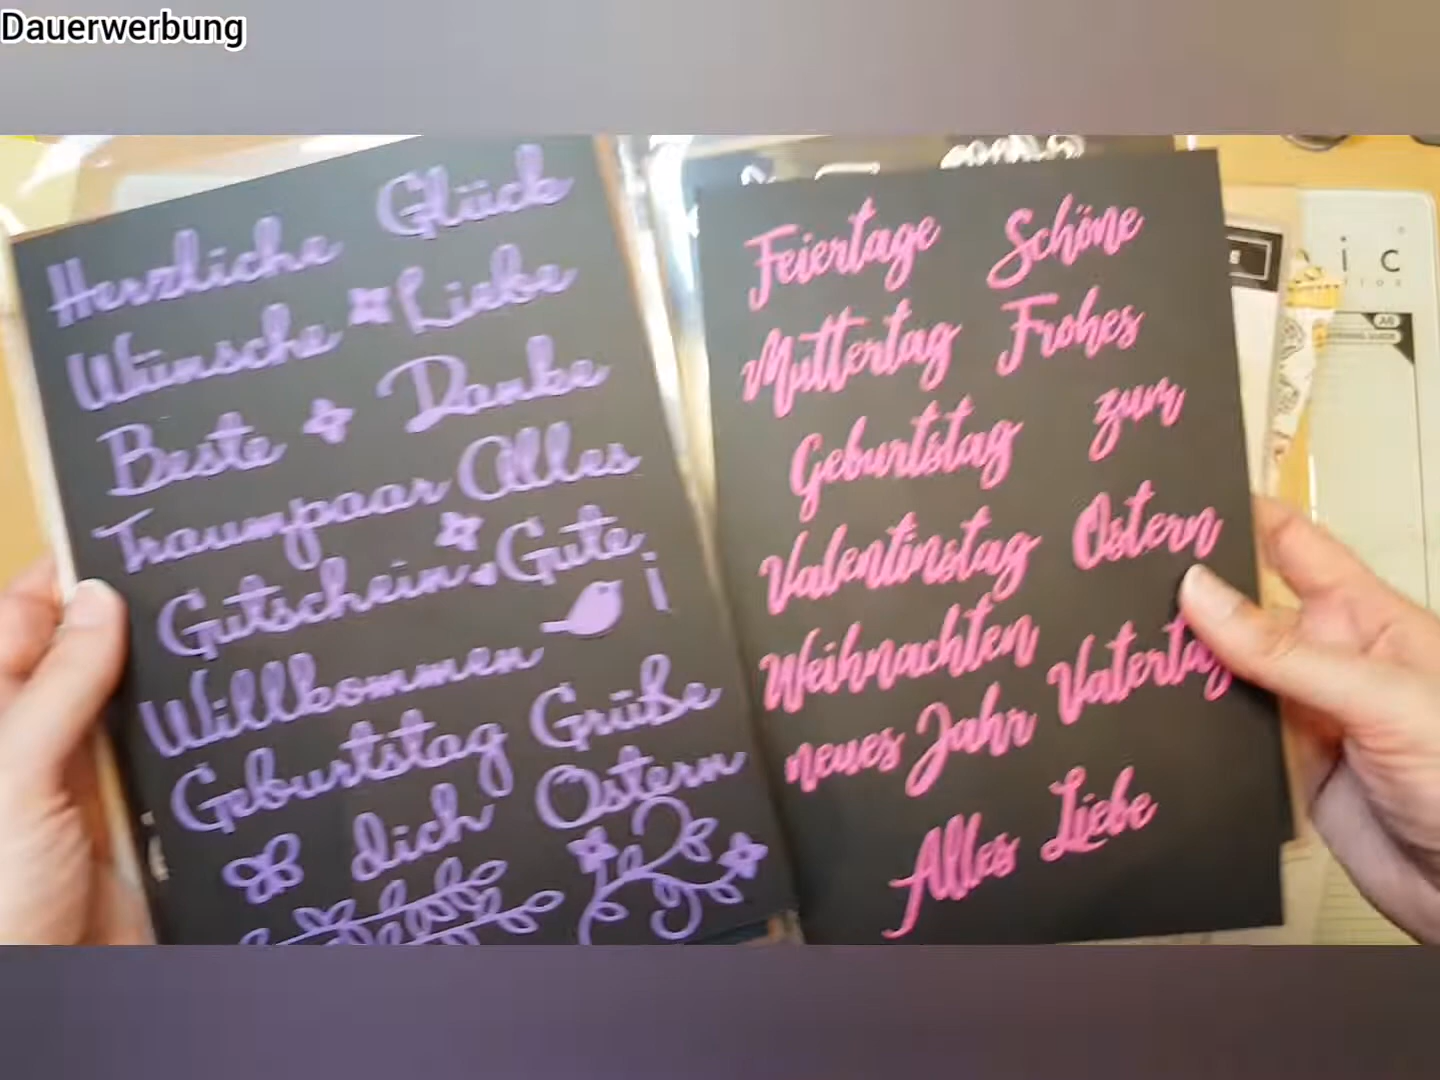 Dauerwerbung
Herzliche Glück
Wünsche Liebe
Beste Danke
Traumpaar Alles
Gutschein Gute
Willkommen
Geburtstag Grüße
dich Ostern
Feiertage Schöne
Muttertag Frohes
Geburtstag zum
Valentinstag Ostern
Weihnachten
neues Jahr Vatertag
Alles Liebe
i c
A6